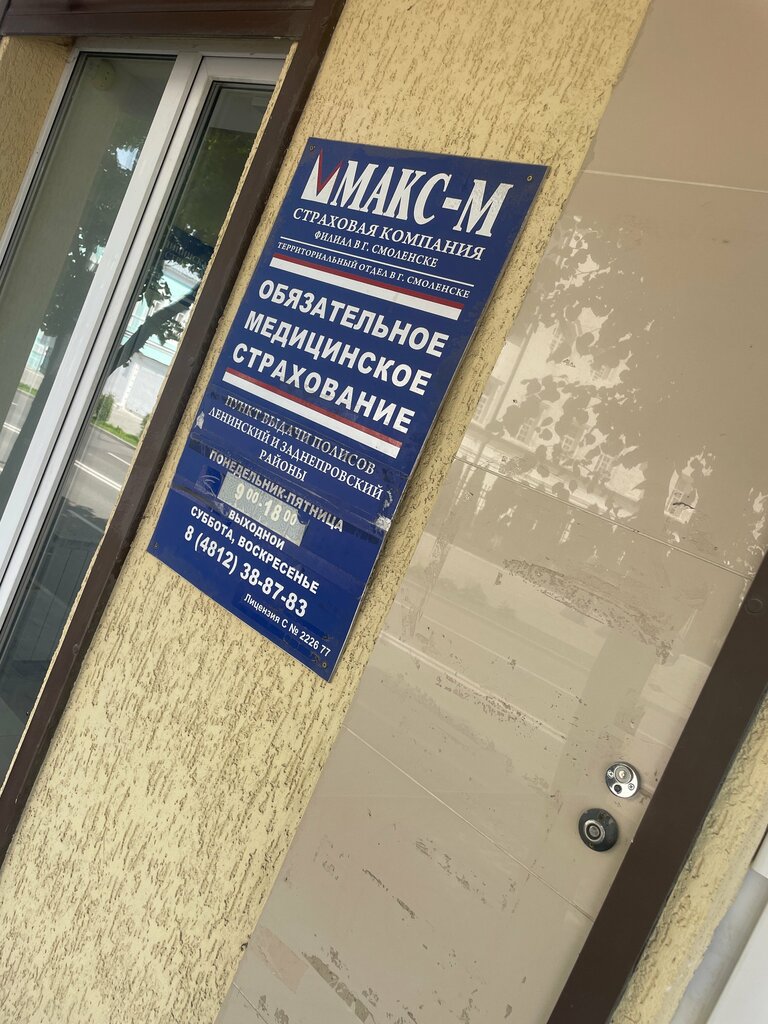 МАКС-М
СТРАХОВАЯ КОМПАНИЯ
ФИЛИАЛ В Г. СМОЛЕНСКЕ
ТЕРРИТОРИАЛЬНЫЙ ОТДЕЛ В Г. СМОЛЕНСКЕ
ОБЯЗАТЕЛЬНОЕ
МЕДИЦИНСКОЕ
СТРАХОВАНИЕ
ПУНКТ ВЫДАЧИ ПОЛИСОВ
ЛЕНИНСКИЙ И ЗАДНЕПРОВСКИЙ
РАЙОНЫ
ПОНЕДЕЛЬНИК-ПЯТНИЦА
9 00-18 00
ВЫХОДНОЙ
СУББОТА, ВОСКРЕСЕНЬЕ
8 (4812) 38-87-83
Лицензия С № 2226 77